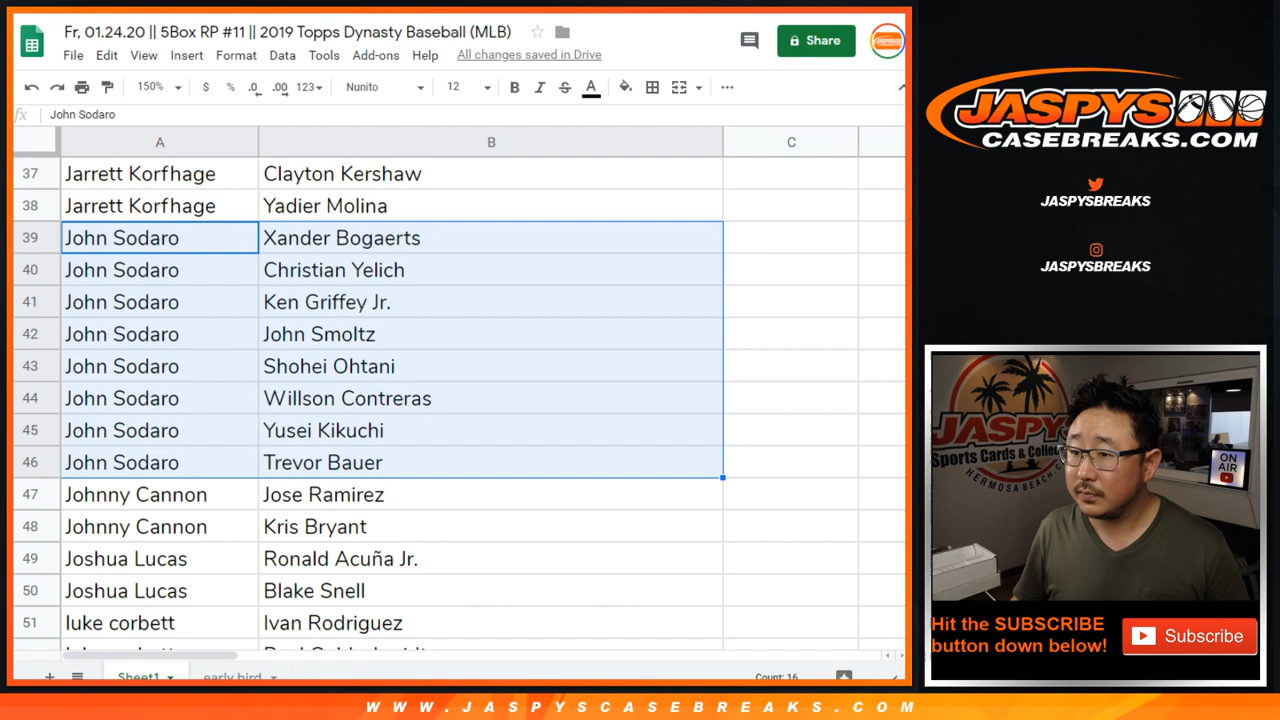 Fr, 01.24.20 || 5Box RP #11 || 2019 Topps Dynasty Baseball (MLB)
File Edit View Insert Format Data Tools Add-ons Help All changes saved in Drive
Share
150% $ % .0 .00 123 Nunito 12 B I S A
fx John Sodaro
A B C
37 Jarrett Korfhage Clayton Kershaw
38 Jarrett Korfhage Yadier Molina
39 John Sodaro Xander Bogaerts
40 John Sodaro Christian Yelich
41 John Sodaro Ken Griffey Jr.
42 John Sodaro John Smoltz
43 John Sodaro Shohei Ohtani
44 John Sodaro Willson Contreras
45 John Sodaro Yusei Kikuchi
46 John Sodaro Trevor Bauer
47 Johnny Cannon Jose Ramirez
48 Johnny Cannon Kris Bryant
49 Joshua Lucas Ronald Acuña Jr.
50 Joshua Lucas Blake Snell
51 luke corbett Ivan Rodriguez
Sheet1 early bird Count: 16
JASPYS
CASEBREAKS.COM
JASPYSBREAKS
JASPYSBREAKS
JASPYS
Sports Cards & Collec
HERMOSA BEACH, C
ON
AIR
Hit the SUBSCRIBE
button down below!
Subscribe
WWW.JASPYSCASEBREAKS.COM